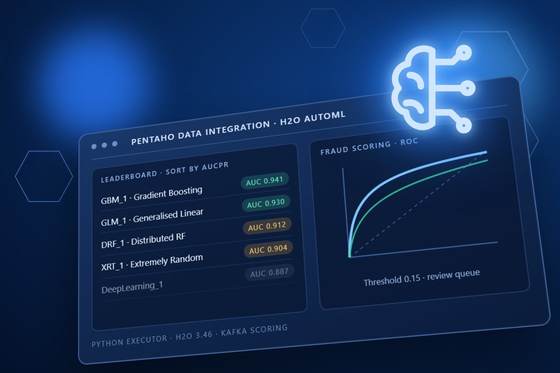 PENTAHO DATA INTEGRATION · H2O AUTOML
LEADERBOARD · SORT BY AUCPR
GBM_1 · Gradient Boosting AUC 0.941
GLM_1 · Generalised Linear AUC 0.930
DRF_1 · Distributed RF AUC 0.912
XRT_1 · Extremely Random AUC 0.904
DeepLearning_1 AUC 0.887
FRAUD SCORING · ROC
Threshold 0.15 · review queue
PYTHON EXECUTOR · H2O 3.46 · KAFKA SCORING